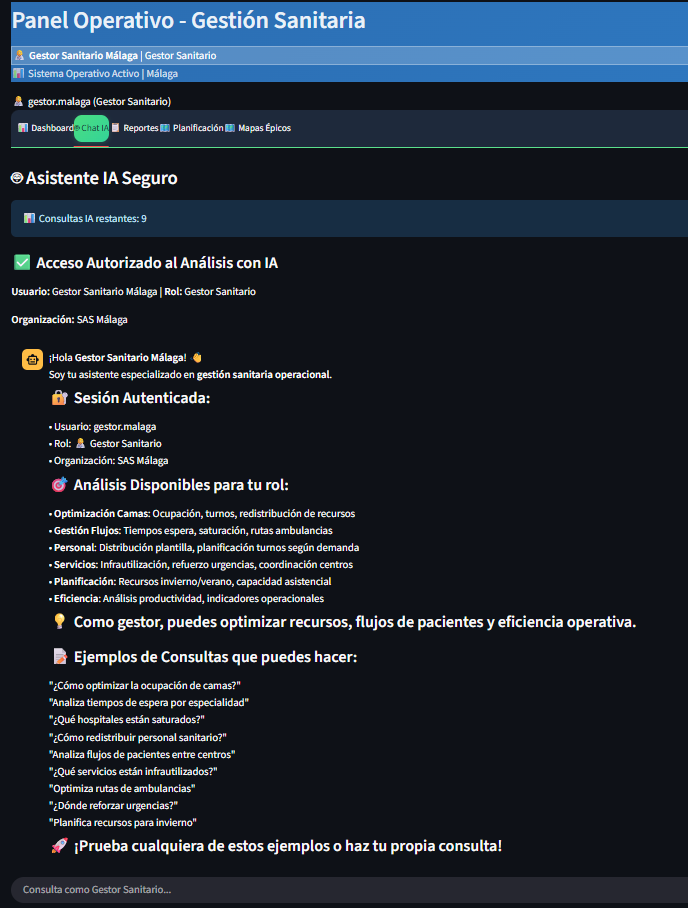 Panel Operativo - Gestión Sanitaria
Gestor Sanitario Málaga | Gestor Sanitario
Sistema Operativo Activo | Málaga
gestor.malaga (Gestor Sanitario)
Dashboard Chat IA Reportes Planificación Mapas Épicos
Asistente IA Seguro
Consultas IA restantes: 9
Acceso Autorizado al Análisis con IA
Usuario: Gestor Sanitario Málaga | Rol: Gestor Sanitario
Organización: SAS Málaga
¡Hola Gestor Sanitario Málaga! 👋
Soy tu asistente especializado en gestión sanitaria operacional.
🔐 Sesión Autenticada:
• Usuario: gestor.malaga
• Rol: Gestor Sanitario
• Organización: SAS Málaga
🎯 Análisis Disponibles para tu rol:
• Optimización Camas: Ocupación, turnos, redistribución de recursos
• Gestión Flujos: Tiempos espera, saturación, rutas ambulancias
• Personal: Distribución plantilla, planificación turnos según demanda
• Servicios: Infrautilización, refuerzo urgencias, coordinación centros
• Planificación: Recursos invierno/verano, capacidad asistencial
• Eficiencia: Análisis productividad, indicadores operacionales
💡 Como gestor, puedes optimizar recursos, flujos de pacientes y eficiencia operativa.
📝 Ejemplos de Consultas que puedes hacer:
"¿Cómo optimizar la ocupación de camas?"
"Analiza tiempos de espera por especialidad"
"¿Qué hospitales están saturados?"
"¿Cómo redistribuir personal sanitario?"
"Analiza flujos de pacientes entre centros"
"¿Qué servicios están infrautilizados?"
"Optimiza rutas de ambulancias"
"¿Dónde reforzar urgencias?"
"Planifica recursos para invierno"
🚀 ¡Prueba cualquiera de estos ejemplos o haz tu propia consulta!
Consulta como Gestor Sanitario...